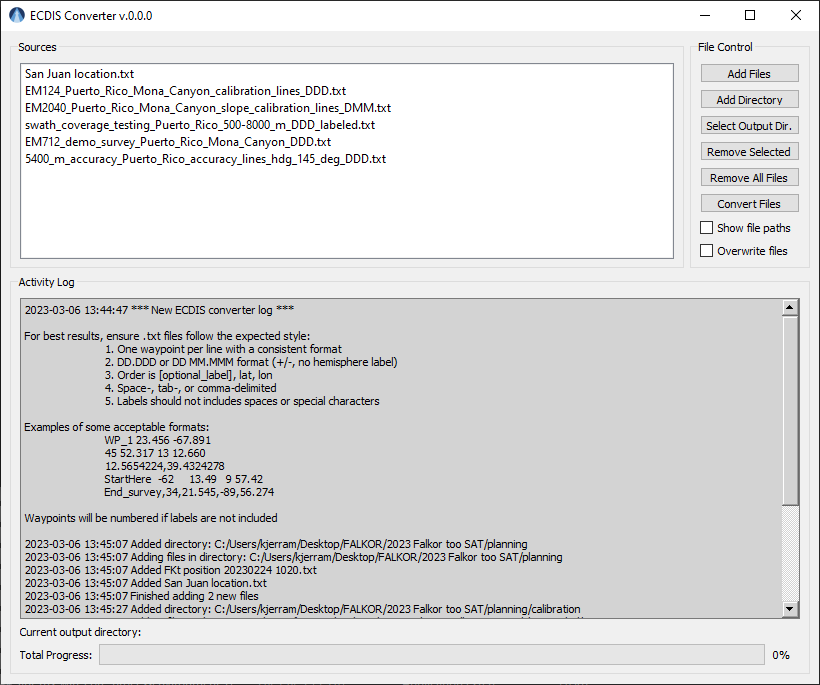 ECDIS Converter v.0.0.0
Sources
San Juan location.txt
EM124_Puerto_Rico_Mona_Canyon_calibration_lines_DDD.txt
EM2040_Puerto_Rico_Mona_Canyon_slope_calibration_lines_DMM.txt
swath_coverage_testing_Puerto_Rico_500-8000_m_DDD_labeled.txt
EM712_demo_survey_Puerto_Rico_Mona_Canyon_DDD.txt
5400_m_accuracy_Puerto_Rico_accuracy_lines_hdg_145_deg_DDD.txt
File Control
Add Files
Add Directory
Select Output Dir.
Remove Selected
Remove All Files
Convert Files
Show file paths
Overwrite files
Activity Log
2023-03-06 13:44:47 *** New ECDIS converter log ***
For best results, ensure .txt files follow the expected style:
1. One waypoint per line with a consistent format
2. DD.DDD or DD MM.MMM format (+/-, no hemisphere label)
3. Order is [optional_label], lat, lon
4. Space-, tab-, or comma-delimited
5. Labels should not includes spaces or special characters
Examples of some acceptable formats:
WP_1 23.456 -67.891
45 52.317 13 12.660
12.5654224,39.4324278
StartHere -62 13.49 9 57.42
End_survey,34,21.545,-89,56.274
Waypoints will be numbered if labels are not included
2023-03-06 13:45:07 Added directory: C:/Users/kjerram/Desktop/FALKOR/2023 Falkor too SAT/planning
2023-03-06 13:45:07 Adding files in directory: C:/Users/kjerram/Desktop/FALKOR/2023 Falkor too SAT/planning
2023-03-06 13:45:07 Added FKt position 20230224 1020.txt
2023-03-06 13:45:07 Added San Juan location.txt
2023-03-06 13:45:07 Finished adding 2 new files
2023-03-06 13:45:27 Added directory: C:/Users/kjerram/Desktop/FALKOR/2023 Falkor too SAT/planning/calibration
Current output directory:
Total Progress:
0%